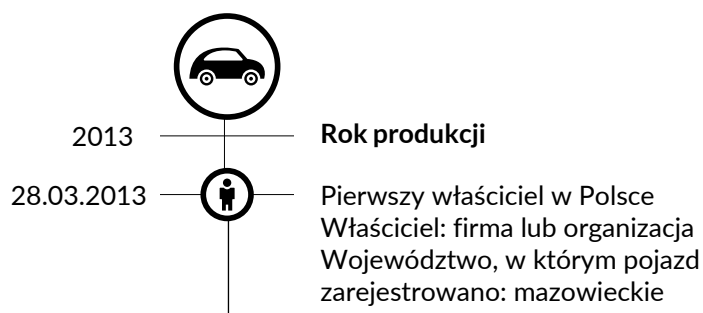 2013
Rok produkcji
28.03.2013
Pierwszy właściciel w Polsce
Właściciel: firma lub organizacja
Województwo, w którym pojazd
zarejestrowano: mazowieckie